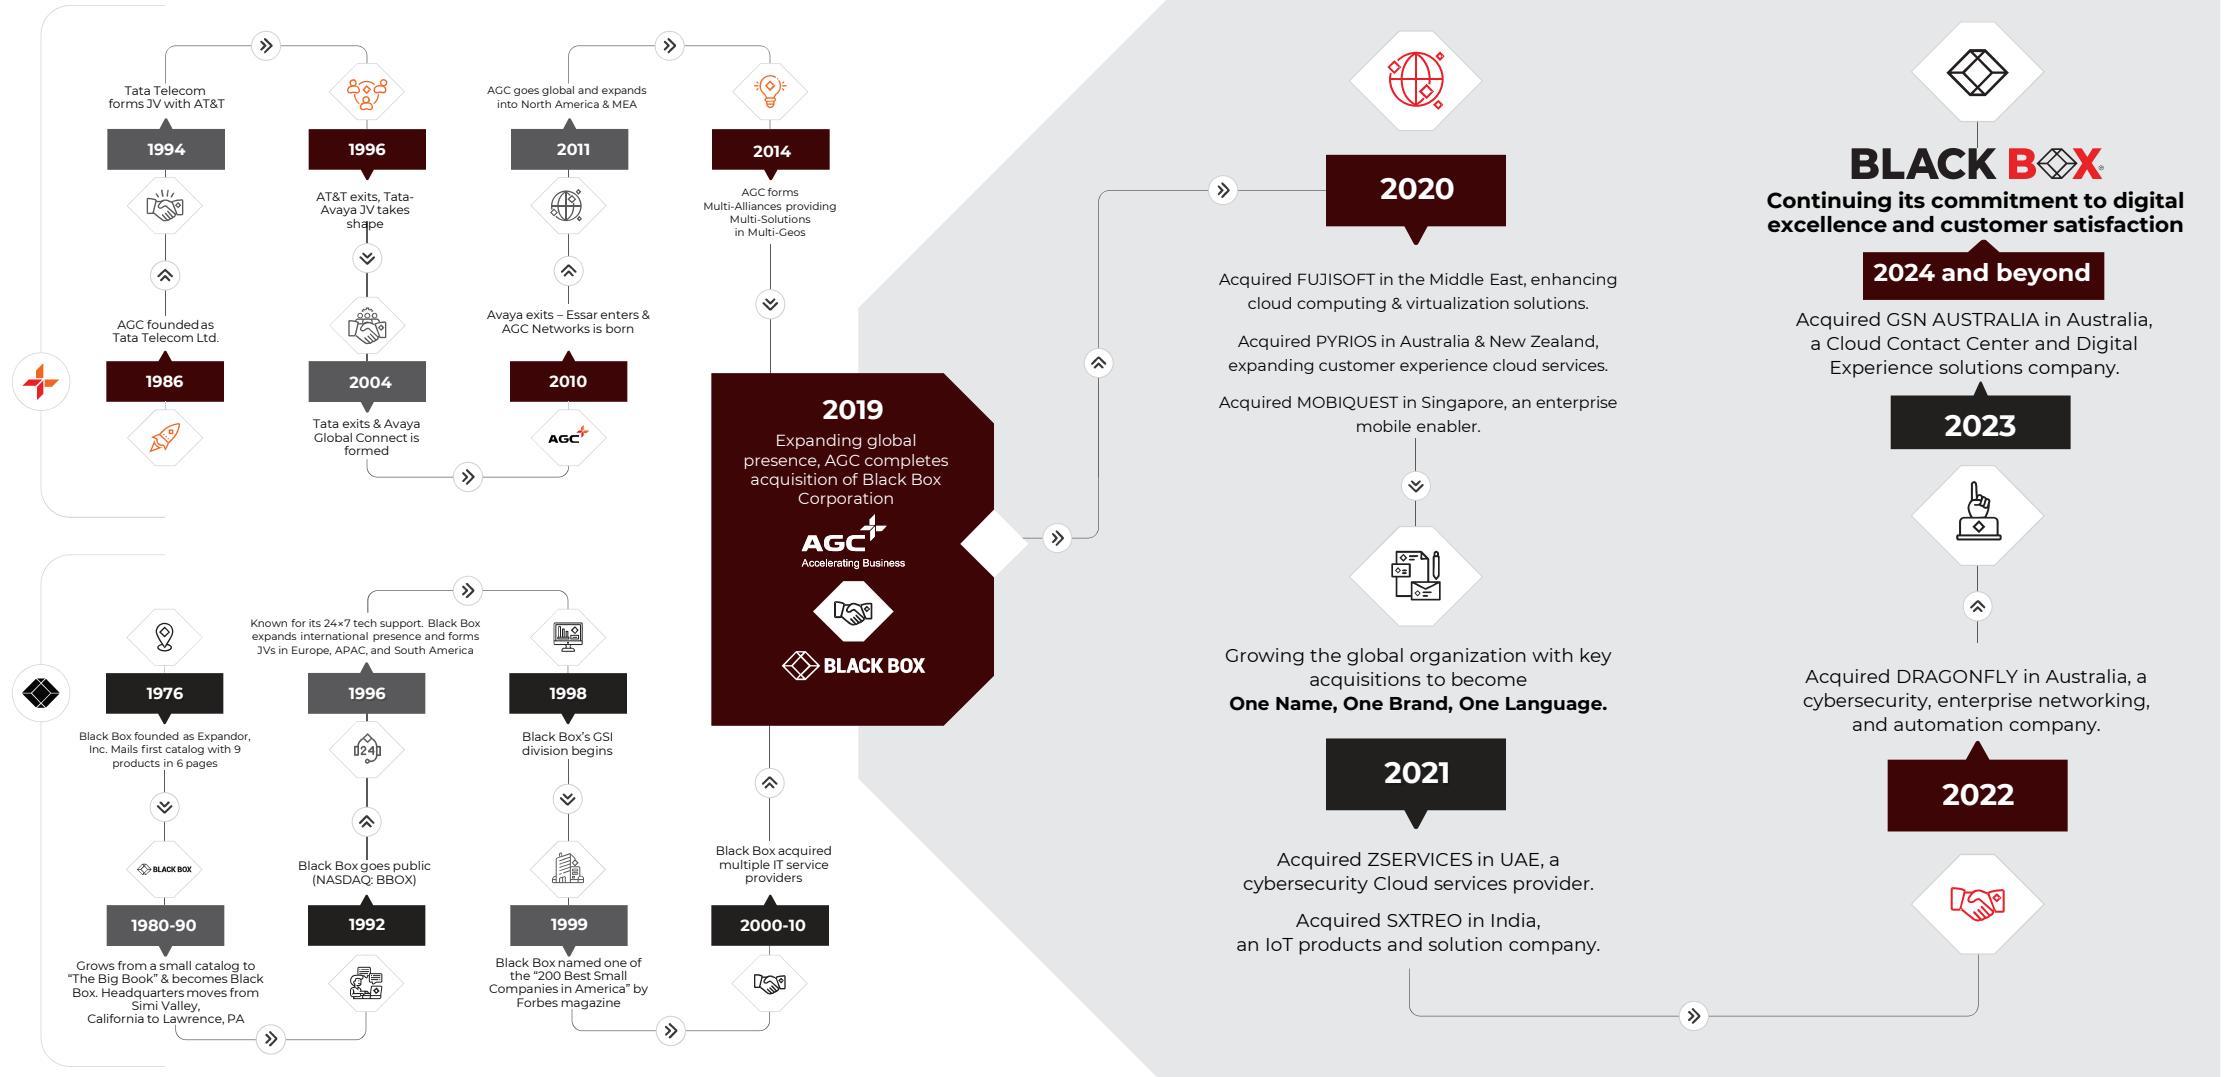 Tata Telecom
forms JV with AT&T
1994
AGC founded as
Tata Telecom Ltd.
1986
1996
AT&T exits, Tata-
Avaya JV takes
shape
2004
Tata exits & Avaya
Global Connect is
formed
AGC goes global and expands
into North America & MEA
2011
Avaya exits – Essar enters &
AGC Networks is born
2010
AGC
2014
AGC forms
Multi-Alliances providing
Multi-Solutions
in Multi-Geos
1976
Black Box founded as Expandor,
Inc. Mails first catalog with 9
products in 6 pages
BLACK BOX
1980-90
Grows from a small catalog to
“The Big Book” & becomes Black
Box. Headquarters moves from
Simi Valley,
California to Lawrence, PA
Known for its 24×7 tech support. Black Box
expands international presence and forms
JVs in Europe, APAC, and South America
1996
24
Black Box goes public
(NASDAQ: BBOX)
1992
1998
Black Box’s GSI
division begins
1999
Black Box named one of
the “200 Best Small
Companies in America” by
Forbes magazine
Black Box acquired
multiple IT service
providers
2000-10
2019
Expanding global
presence, AGC completes
acquisition of Black Box
Corporation
AGC
Accelerating Business
BLACK BOX
2020
Acquired FUJISOFT in the Middle East, enhancing
cloud computing & virtualization solutions.
Acquired PYRIOS in Australia & New Zealand,
expanding customer experience cloud services.
Acquired MOBIQUEST in Singapore, an enterprise
mobile enabler.
Growing the global organization with key
acquisitions to become
One Name, One Brand, One Language.
2021
Acquired ZSERVICES in UAE, a
cybersecurity Cloud services provider.
Acquired SXTREO in India,
an IoT products and solution company.
BLACK BOX®
Continuing its commitment to digital
excellence and customer satisfaction
2024 and beyond
Acquired GSN AUSTRALIA in Australia,
a Cloud Contact Center and Digital
Experience solutions company.
2023
Acquired DRAGONFLY in Australia, a
cybersecurity, enterprise networking,
and automation company.
2022